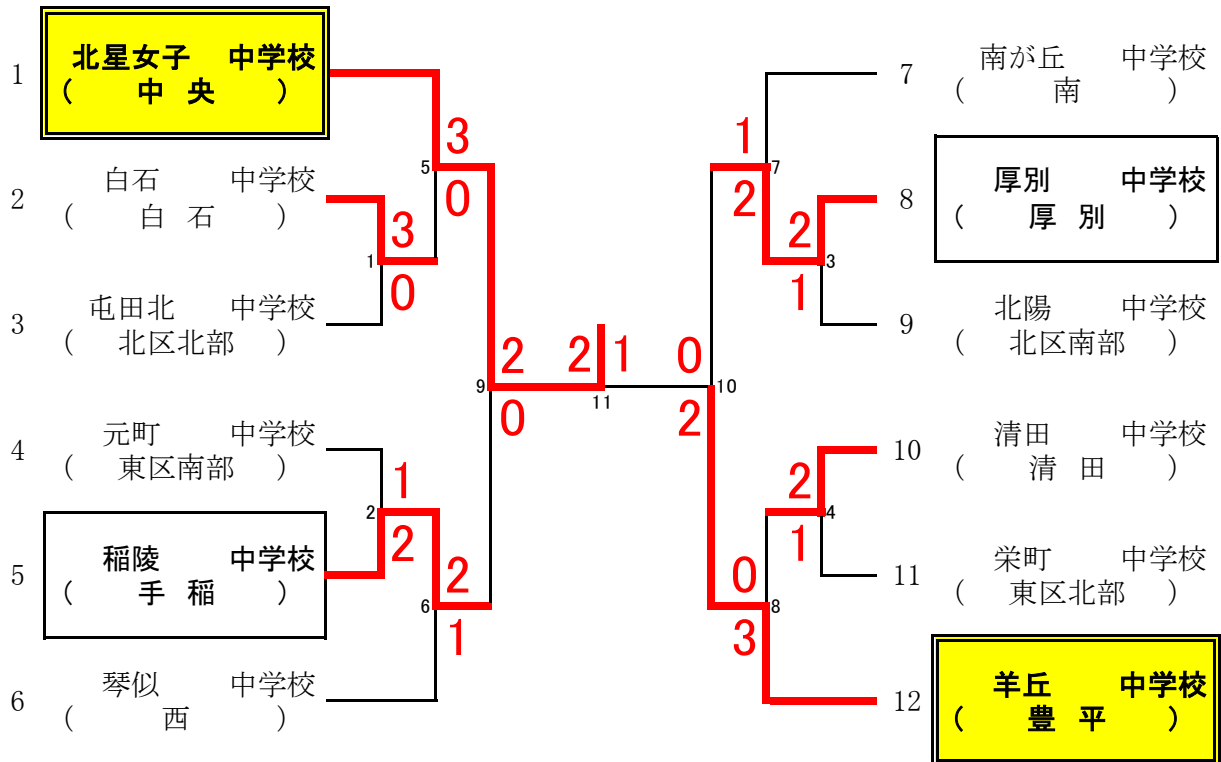 1
北星女子 中学校
( 中 央 )
2
白石 中学校
( 白 石 )
3
屯田北 中学校
( 北区北部 )
4
元町 中学校
( 東区南部 )
5
稲陵 中学校
( 手 稲 )
6
琴似 中学校
( 西 )
3
5
0
3
1
0
1
2
2
2
6
1
2
9
0
2 1
11
0
10
2
1
7
2
2
3
1
2
4
1
0
8
3
7
南が丘 中学校
( 南 )
8
厚別 中学校
( 厚 別 )
9
北陽 中学校
( 北区南部 )
10
清田 中学校
( 清 田 )
11
栄町 中学校
( 東区北部 )
12
羊丘 中学校
( 豊 平 )